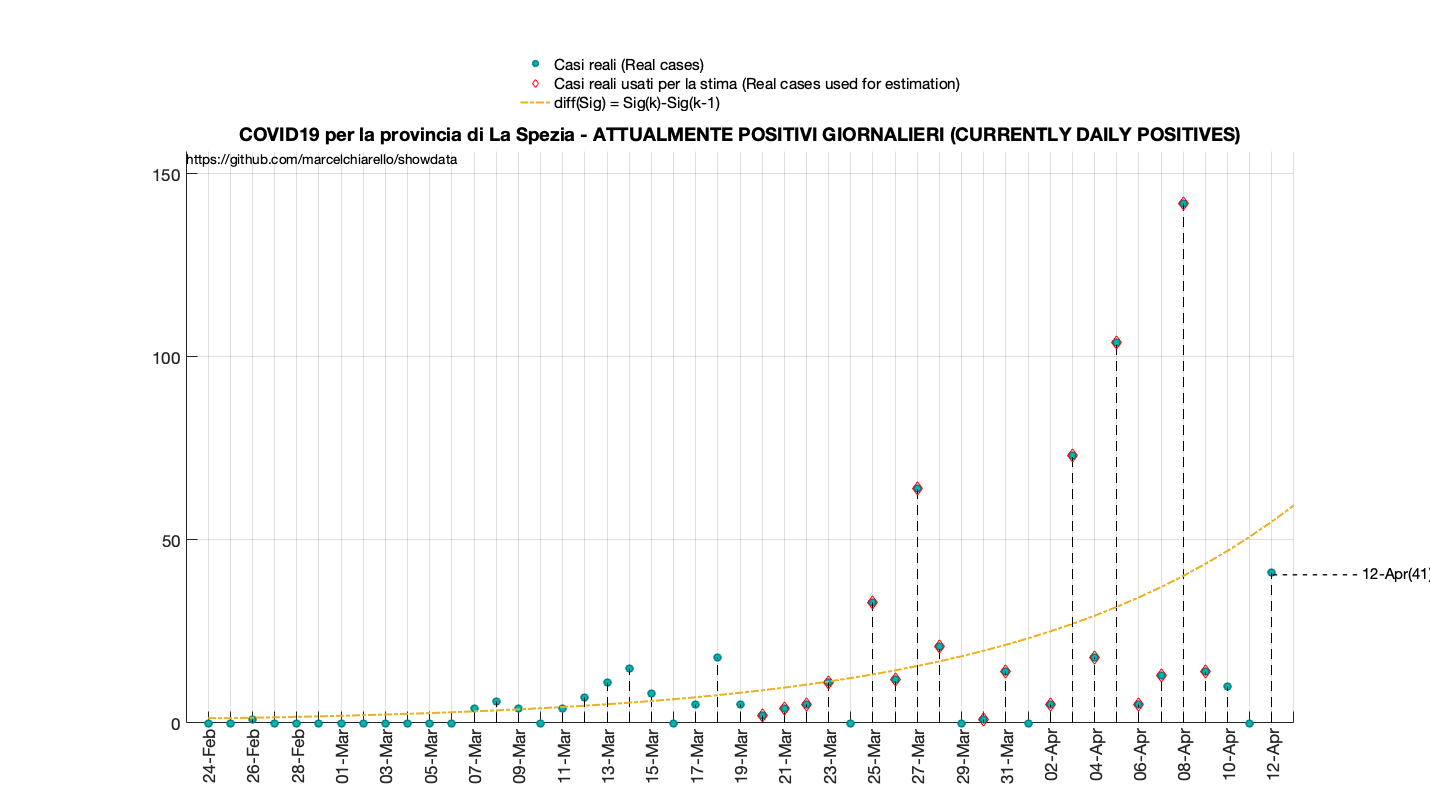 Casi reali (Real cases)
Casi reali usati per la stima (Real cases used for estimation)
diff(Sig) = Sig(k)-Sig(k-1)
COVID19 per la provincia di La Spezia - ATTUALMENTE POSITIVI GIORNALIERI (CURRENTLY DAILY POSITIVES)
https://github.com/marcelchiarello/showdata
150
100
50
0
12-Apr(41)
24-Feb
26-Feb
28-Feb
01-Mar
03-Mar
05-Mar
07-Mar
09-Mar
11-Mar
13-Mar
15-Mar
17-Mar
19-Mar
21-Mar
23-Mar
25-Mar
27-Mar
29-Mar
31-Mar
02-Apr
04-Apr
06-Apr
08-Apr
10-Apr
12-Apr